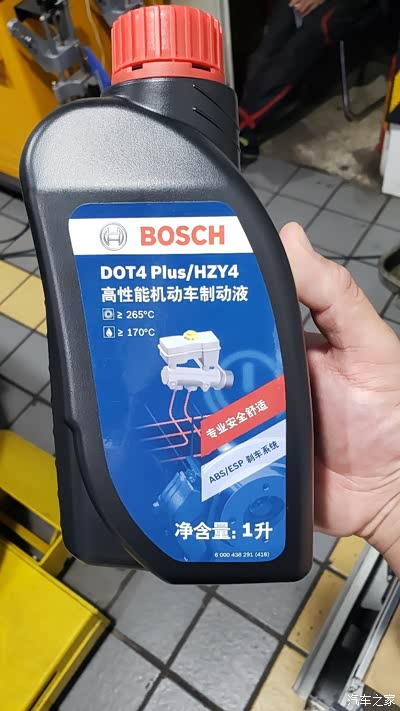 BOSCH
DOT4 Plus/HZY4
高性能机动车制动液
≥ 265°C
≥ 170°C
专业安全舒适
ABS/ESP 刹车系统
净含量: 1升
6 000 438 291 (418)
汽车之家